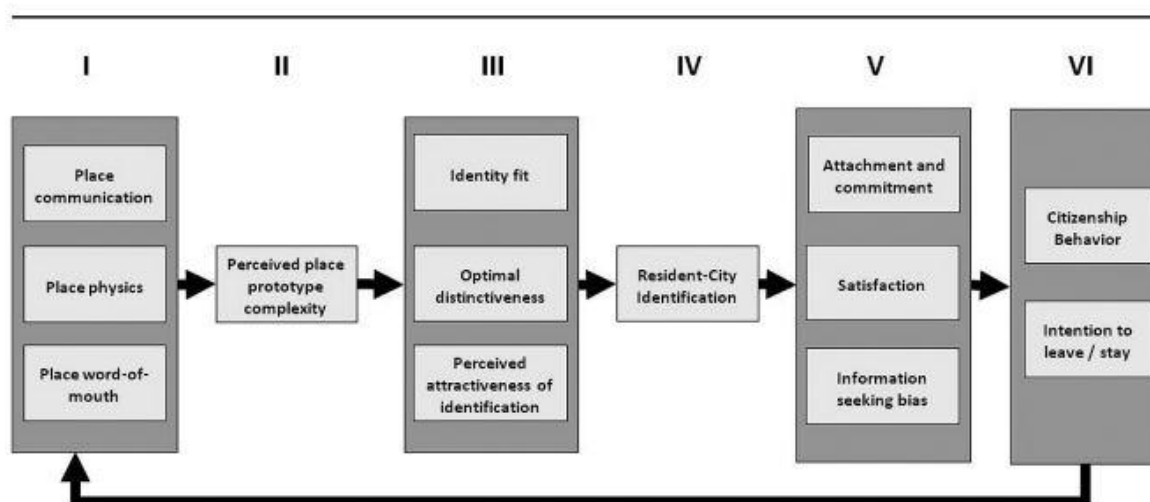 I II III IV V VI
Place
communication
Place physics
Place word-of-
mouth
Perceived place
prototype
complexity
Identity fit
Optimal
distinctiveness
Perceived
attractiveness of
identification
Resident-City
Identification
Attachment and
commitment
Satisfaction
Information
seeking bias
Citizenship
Behavior
Intention to
leave / stay